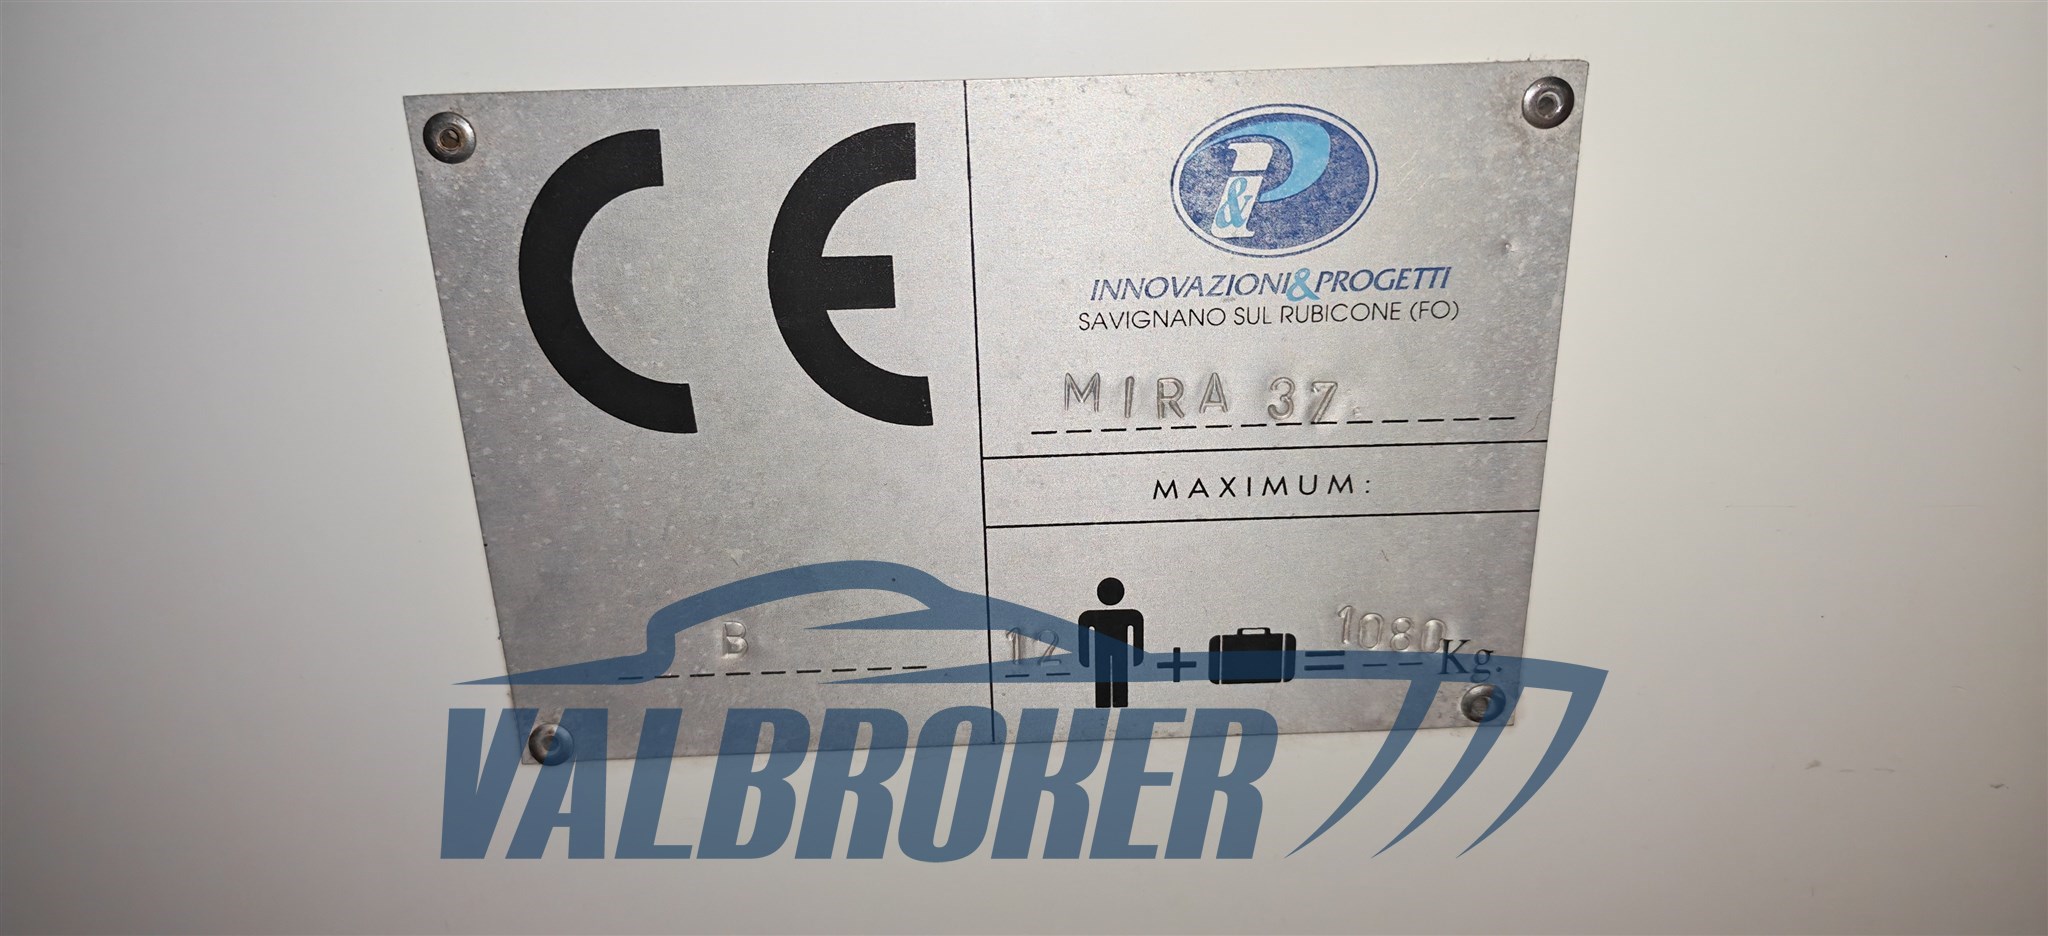 CE
i&P
INNOVAZIONI&PROGETTI
SAVIGNANO SUL RUBICONE (FO)
MIRA 37
MAXIMUM:
B
12 + = 1080 Kg.
VALBROKER